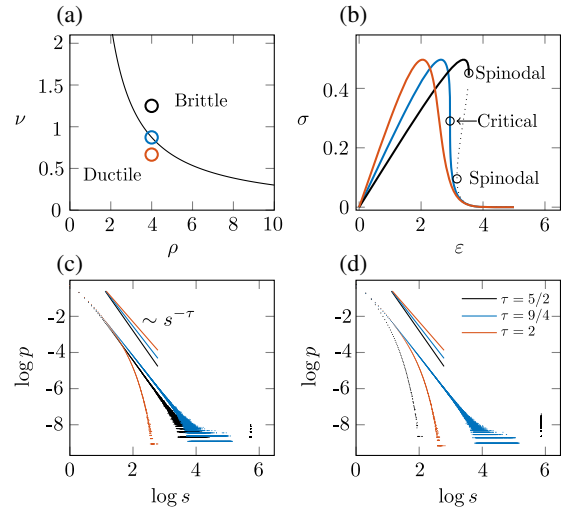 (a)
2
1.5
1
0.5
0
ν
Brittle
Ductile
0 2 4 6 8 10
ρ
(b)
0.4
0.2
0
σ
Spinodal
Critical
Spinodal
0 2 4 6
ε
(c)
-2
-4
-6
-8
log p
∼ s^{-τ}
0 2 4 6
log s
(d)
-2
-4
-6
-8
log p
τ = 5/2
τ = 9/4
τ = 2
0 2 4 6
log s